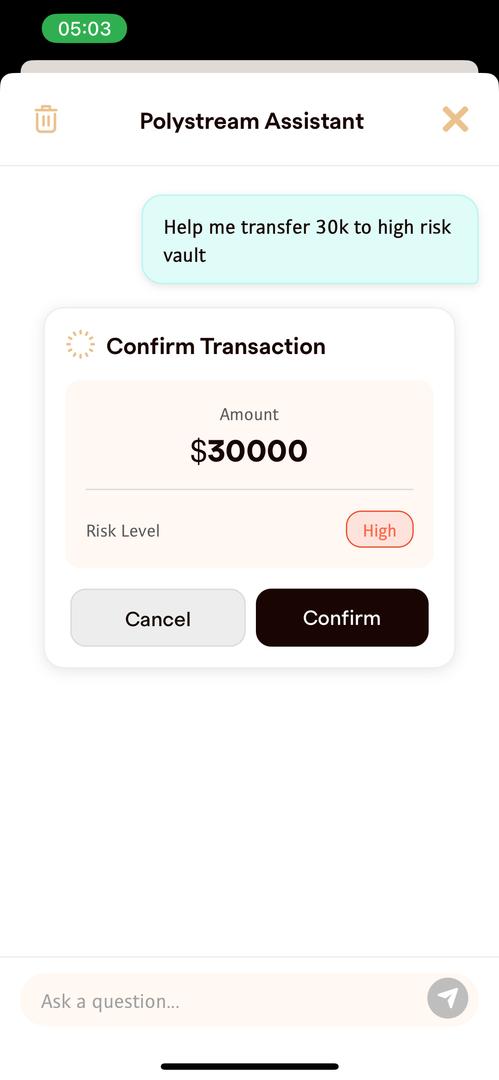 05:03
Polystream Assistant
Help me transfer 30k to high risk
vault
Confirm Transaction
Amount
$30000
Risk Level High
Cancel Confirm
Ask a question...